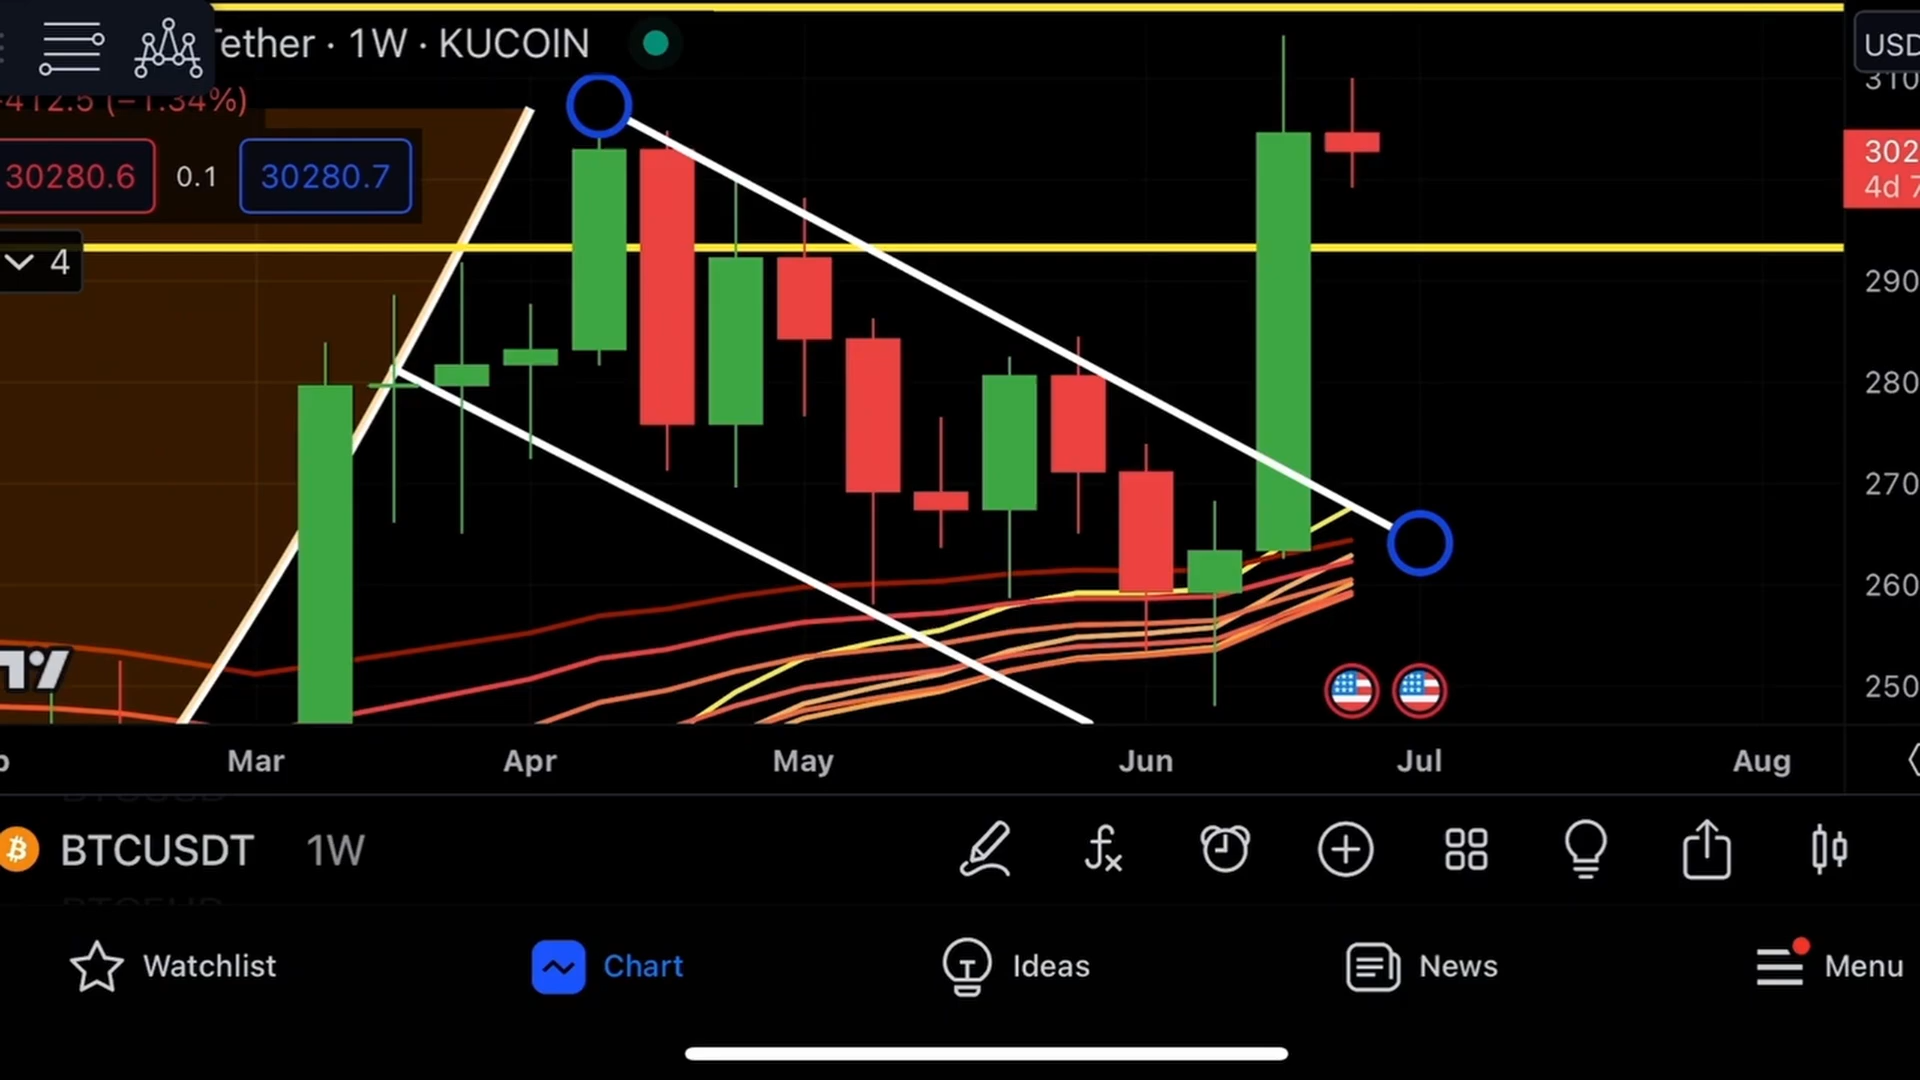 Tether · 1W · KUCOIN
USD
310
-412.5 (−1.34%)
30280.6
0.1
30280.7
302
4d 7
4
290
280
270
260
250
Mar
Apr
May
Jun
Jul
Aug
BTCUSDT
1W
Watchlist
Chart
Ideas
News
Menu